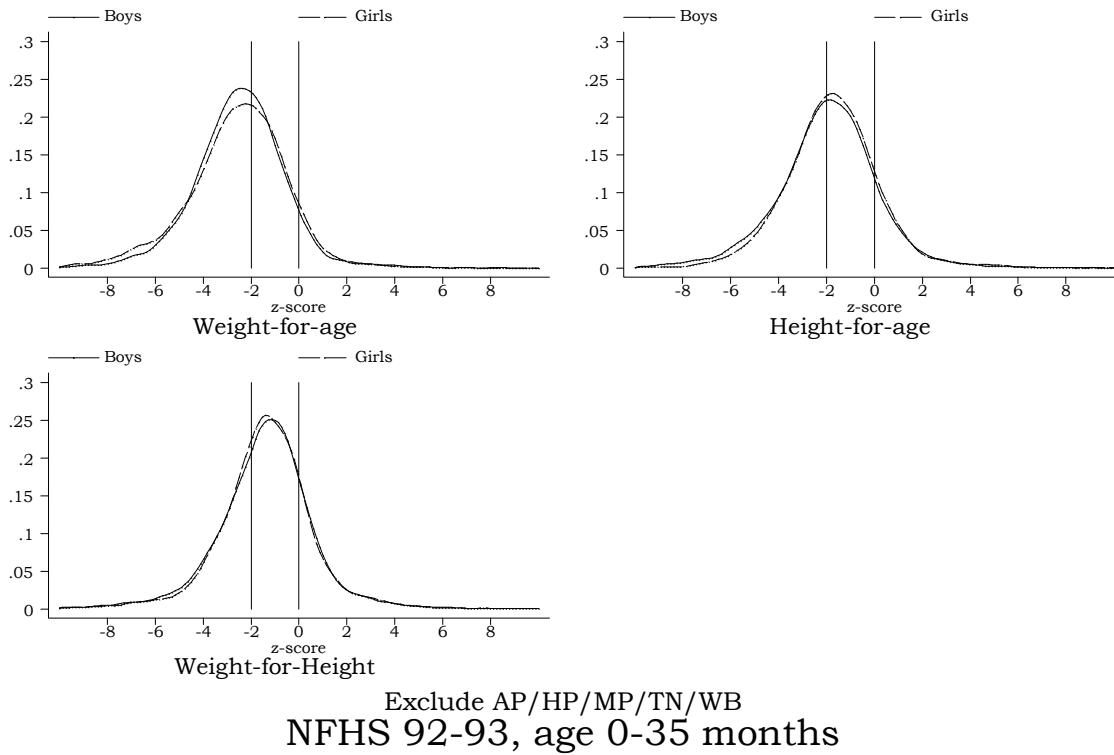 Boys Girls
.3
.25
.2
.15
.1
.05
0
-8 -6 -4 -2 0 2 4 6 8
z-score
Weight-for-age
Boys Girls
.3
.25
.2
.15
.1
.05
0
-8 -6 -4 -2 0 2 4 6 8
z-score
Height-for-age
Boys Girls
.3
.25
.2
.15
.1
.05
0
-8 -6 -4 -2 0 2 4 6 8
z-score
Weight-for-Height
Exclude AP/HP/MP/TN/WB
NFHS 92-93, age 0-35 months